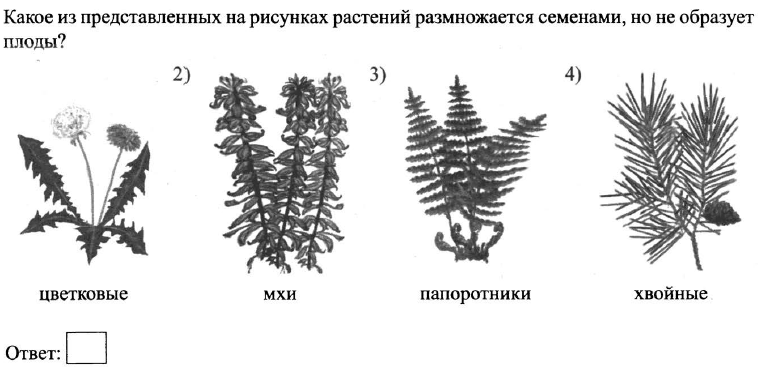 Какое из представленных на рисунках растений размножается семенами, но не образует
плоды?
2) 3) 4)
цветковые мхи папоротники хвойные
Ответ: